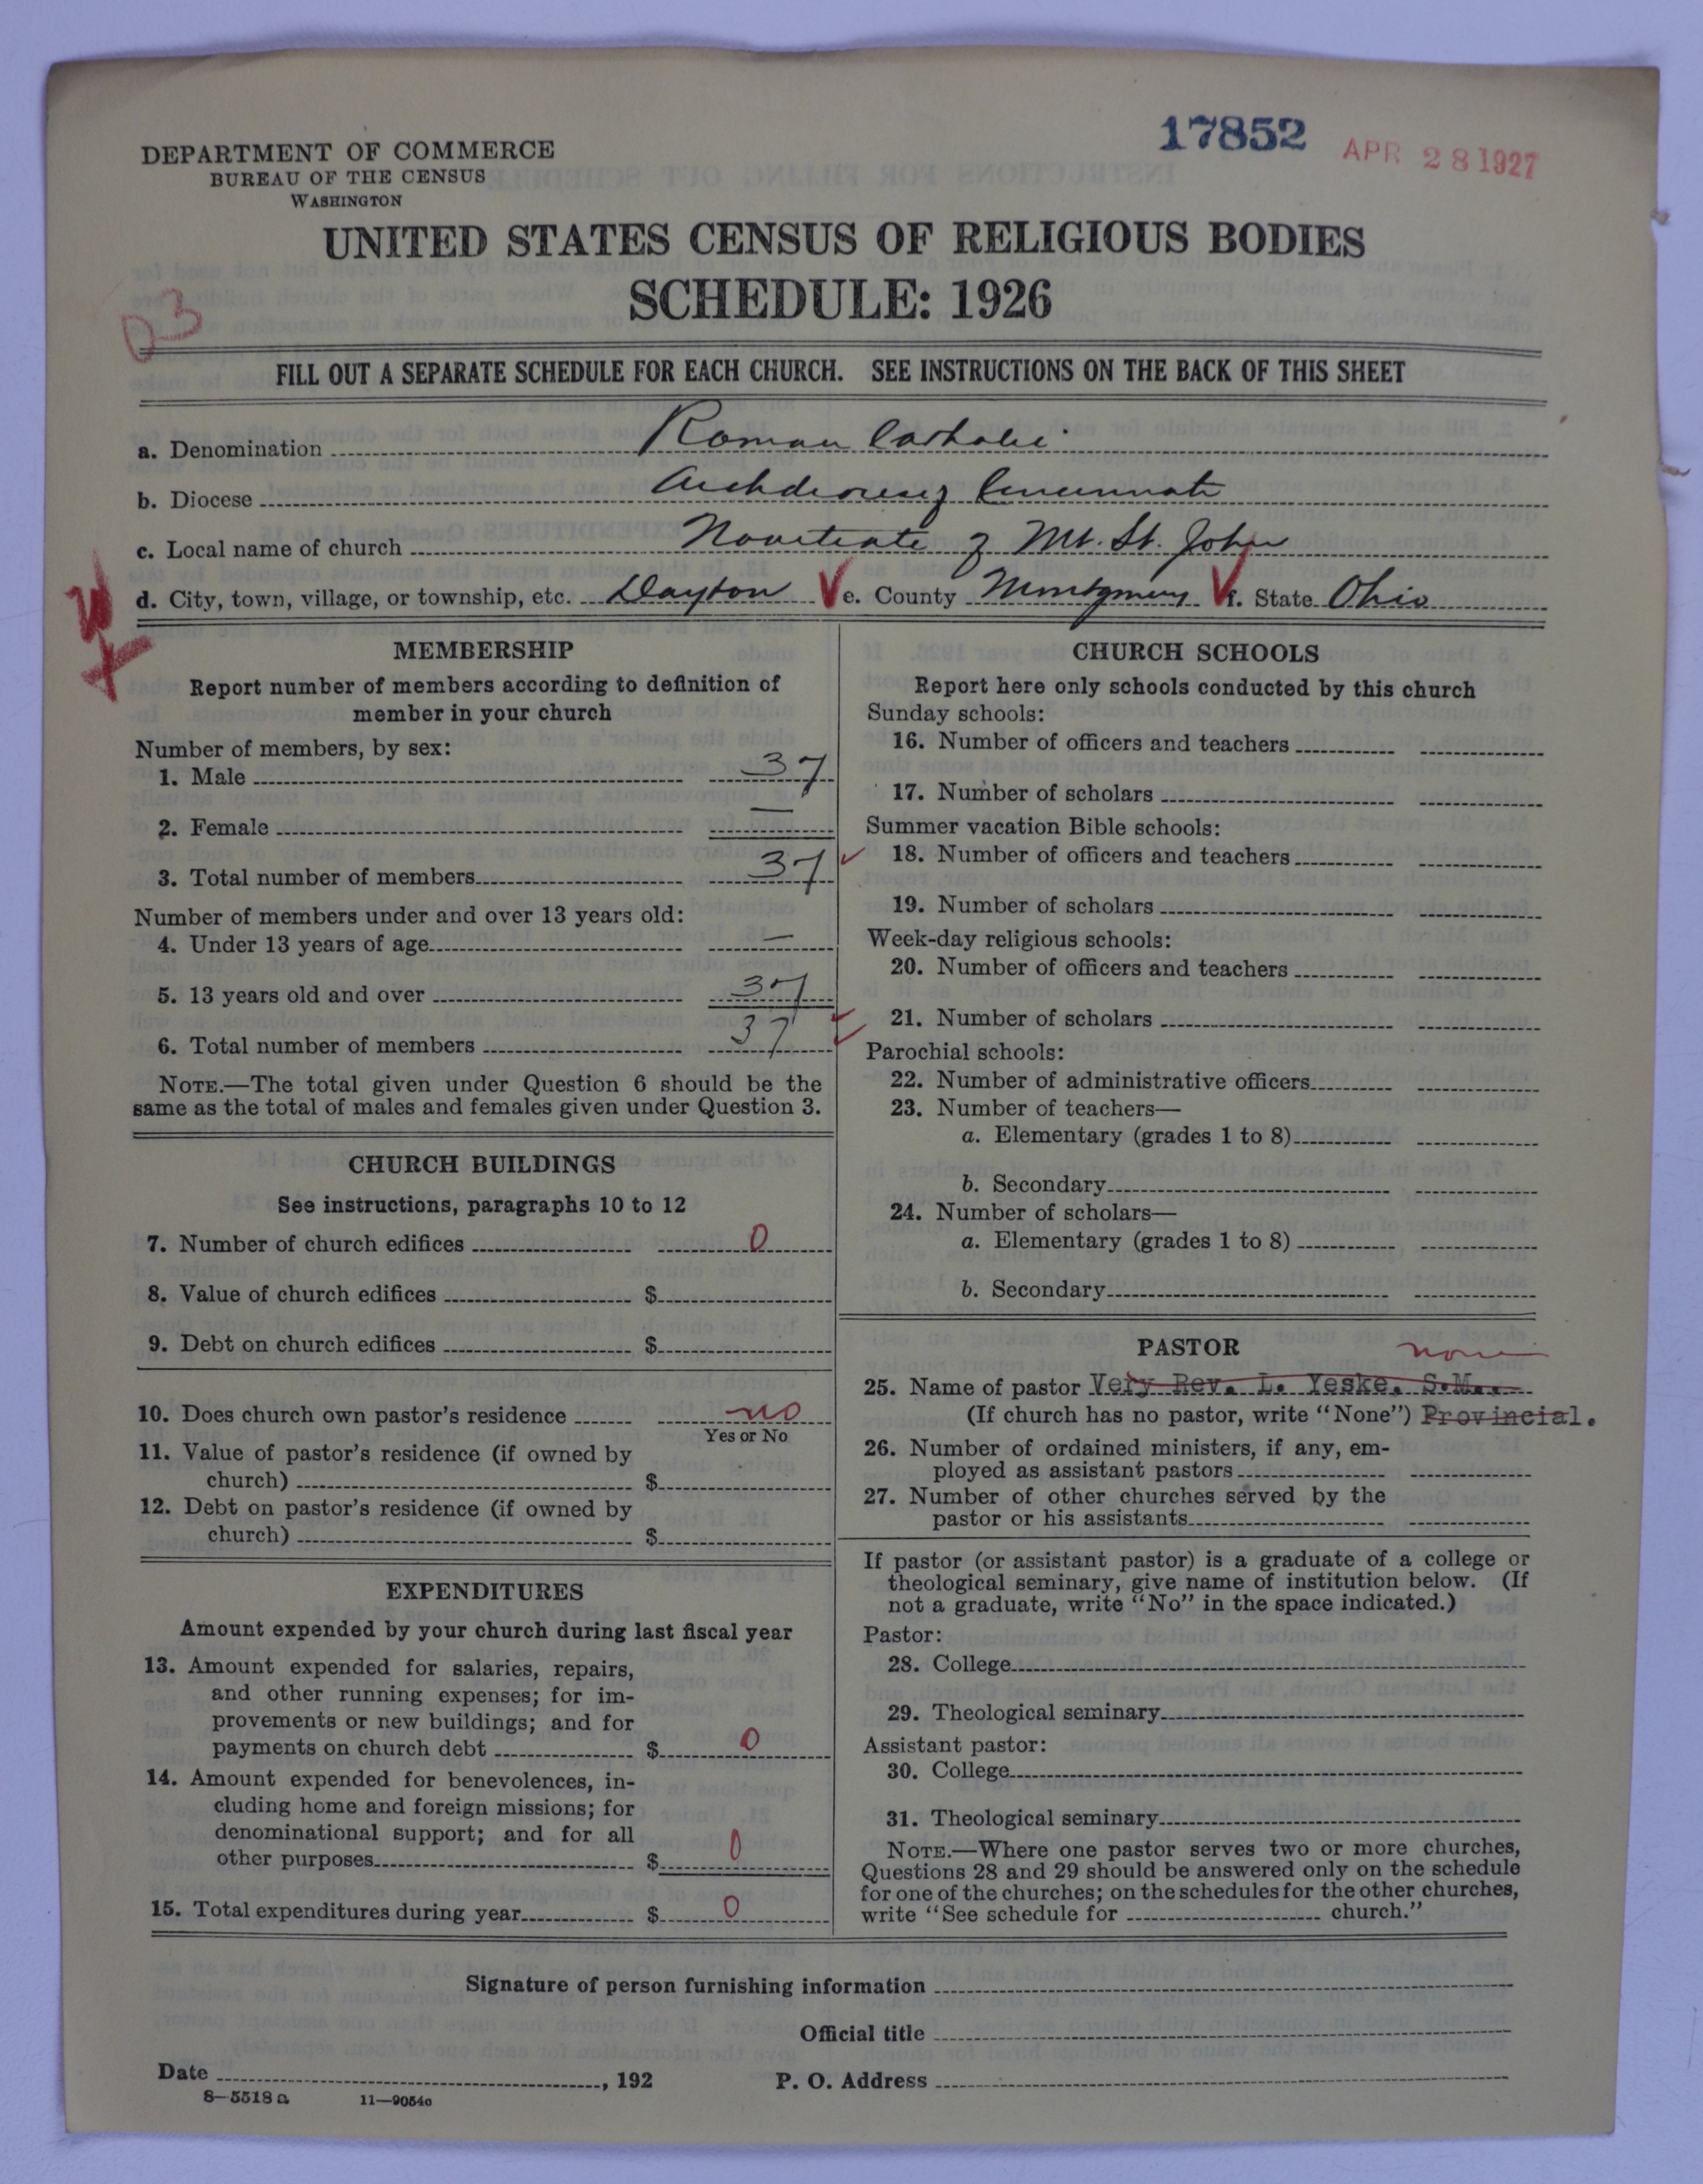 17852
APR 28 1927
DEPARTMENT OF COMMERCE
BUREAU OF THE CENSUS
WASHINGTON
UNITED STATES CENSUS OF RELIGIOUS BODIES
SCHEDULE: 1926
03
FILL OUT A SEPARATE SCHEDULE FOR EACH CHURCH. SEE INSTRUCTIONS ON THE BACK OF THIS SHEET
a. Denomination Roman Catholic
b. Diocese Archdiocese of Cincinnati
c. Local name of church Novitiate of Mt. St. John
d. City, town, village, or township, etc. Dayton e. County Montgomery f. State Ohio
MEMBERSHIP
Report number of members according to definition of
member in your church
Number of members, by sex:
1. Male 37
2. Female —
3. Total number of members 37
Number of members under and over 13 years old:
4. Under 13 years of age —
5. 13 years old and over 37
6. Total number of members 37
NOTE.—The total given under Question 6 should be the
same as the total of males and females given under Question 3.
CHURCH BUILDINGS
See instructions, paragraphs 10 to 12
7. Number of church edifices 0
8. Value of church edifices $
9. Debt on church edifices $
10. Does church own pastor's residence no
Yes or No
11. Value of pastor's residence (if owned by
church) $
12. Debt on pastor's residence (if owned by
church) $
EXPENDITURES
Amount expended by your church during last fiscal year
13. Amount expended for salaries, repairs,
and other running expenses; for im-
provements or new buildings; and for
payments on church debt $ 0
14. Amount expended for benevolences, in-
cluding home and foreign missions; for
denominational support; and for all
other purposes $ 0
15. Total expenditures during year $ 0
CHURCH SCHOOLS
Report here only schools conducted by this church
Sunday schools:
16. Number of officers and teachers
17. Number of scholars
Summer vacation Bible schools:
18. Number of officers and teachers
19. Number of scholars
Week-day religious schools:
20. Number of officers and teachers
21. Number of scholars
Parochial schools:
22. Number of administrative officers
23. Number of teachers—
a. Elementary (grades 1 to 8)
b. Secondary
24. Number of scholars—
a. Elementary (grades 1 to 8)
b. Secondary
PASTOR
none
25. Name of pastor Very Rev. L. Yeske. S.M.
(If church has no pastor, write "None") Provincial.
26. Number of ordained ministers, if any, em-
ployed as assistant pastors
27. Number of other churches served by the
pastor or his assistants
If pastor (or assistant pastor) is a graduate of a college or
theological seminary, give name of institution below. (If
not a graduate, write "No" in the space indicated.)
Pastor:
28. College
29. Theological seminary
Assistant pastor:
30. College
31. Theological seminary
NOTE.—Where one pastor serves two or more churches,
Questions 28 and 29 should be answered only on the schedule
for one of the churches; on the schedules for the other churches,
write "See schedule for church."
Signature of person furnishing information
Official title
Date , 192 P. O. Address
8—5518a 11—9054c